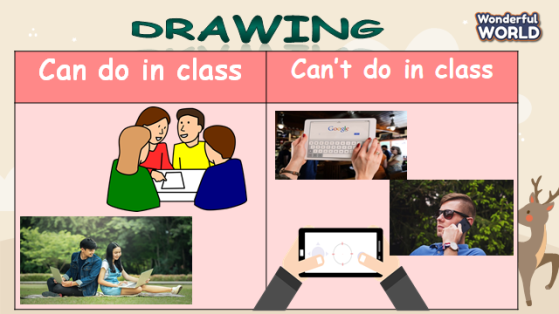 DRAWING
Wonderful
WORLD
Can do in class
Can't do in class
Google